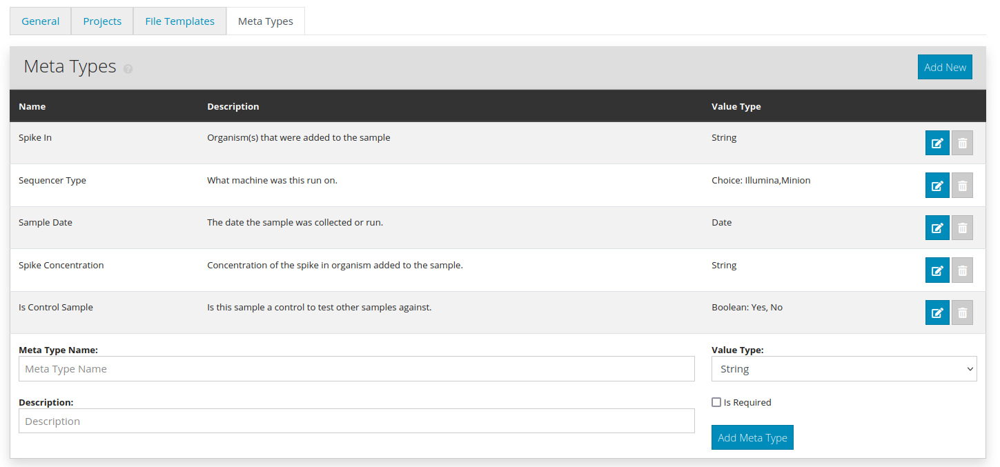 General Projects File Templates Meta Types
Meta Types ?
Add New
Name Description Value Type
Spike In Organism(s) that were added to the sample String
Sequencer Type What machine was this run on. Choice: Illumina,Minion
Sample Date The date the sample was collected or run. Date
Spike Concentration Concentration of the spike in organism added to the sample. String
Is Control Sample Is this sample a control to test other samples against. Boolean: Yes, No
Meta Type Name: Value Type:
Meta Type Name String
Description: Is Required
Description
Add Meta Type